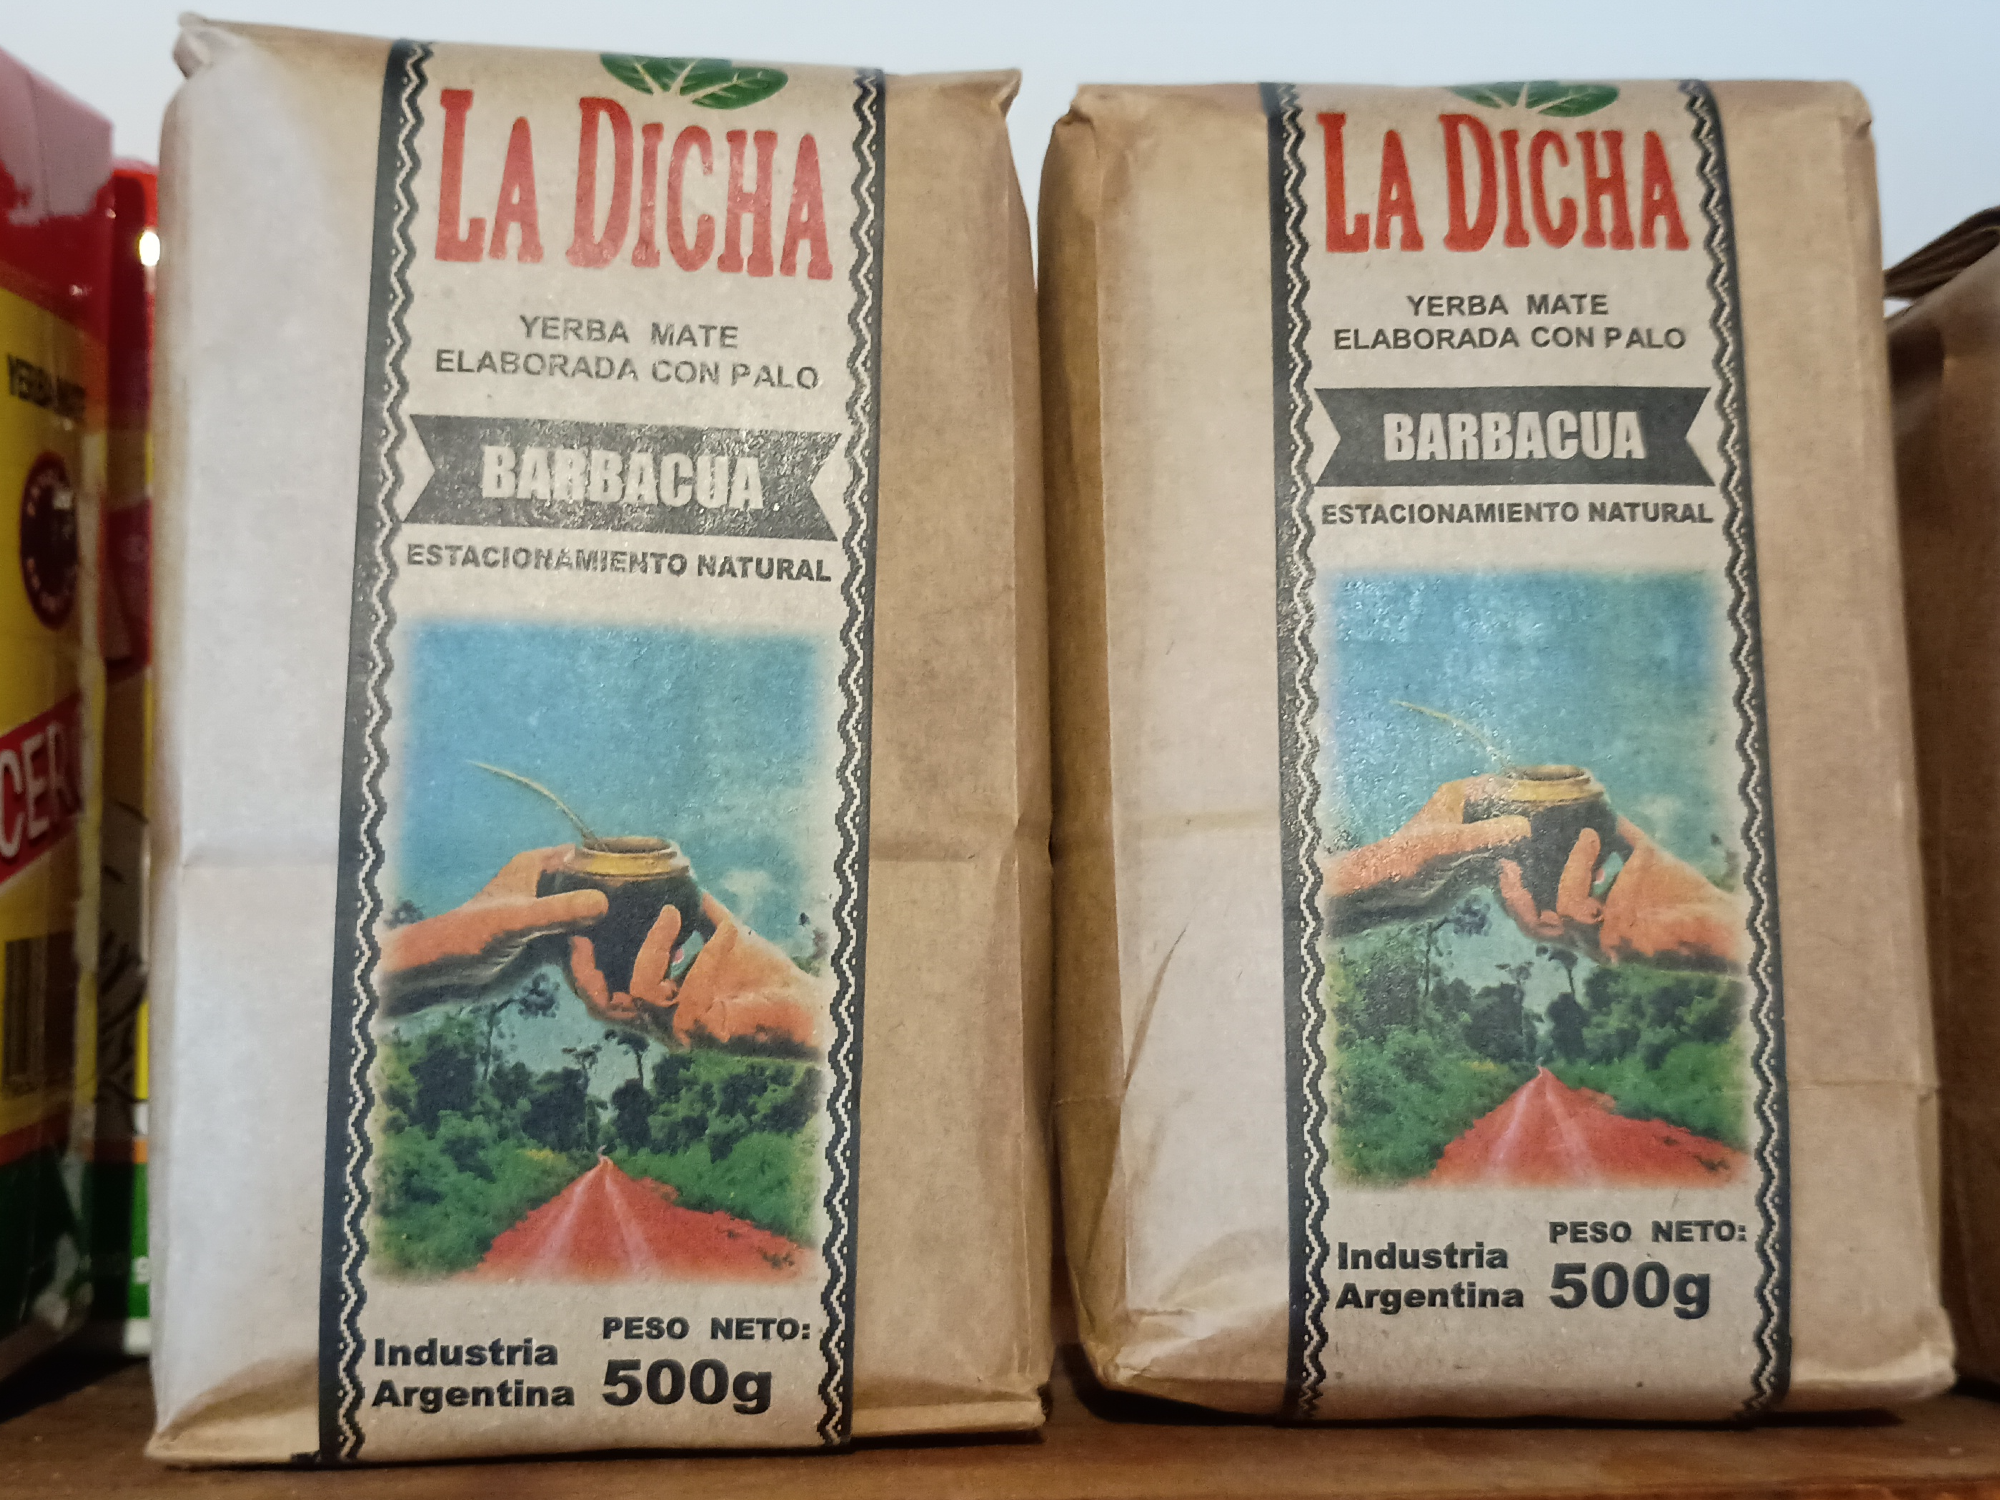 LA DICHA
YERBA MATE
ELABORADA CON PALO
BARBACUA
ESTACIONAMIENTO NATURAL
Industria
Argentina
PESO NETO:
500g
LA DICHA
YERBA MATE
ELABORADA CON PALO
BARBACUA
ESTACIONAMIENTO NATURAL
Industria
Argentina
PESO NETO:
500g
YERBA